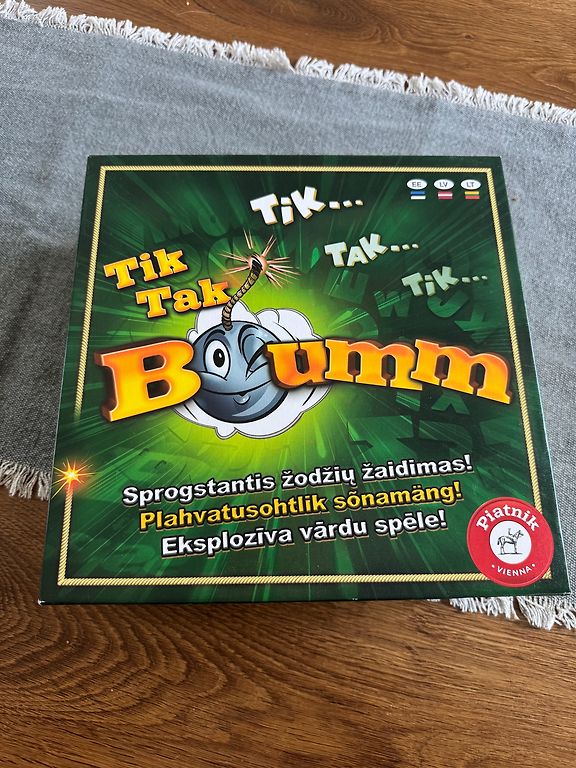 EE LV LT
TiK...
TAK...
TiK...
Tik
Tak
Bumm
Sprogstantis žodžių žaidimas!
Plahvatusohtlik sõnamäng!
Eksplozīva vārdu spēle!
Piatnik
• VIENNA •